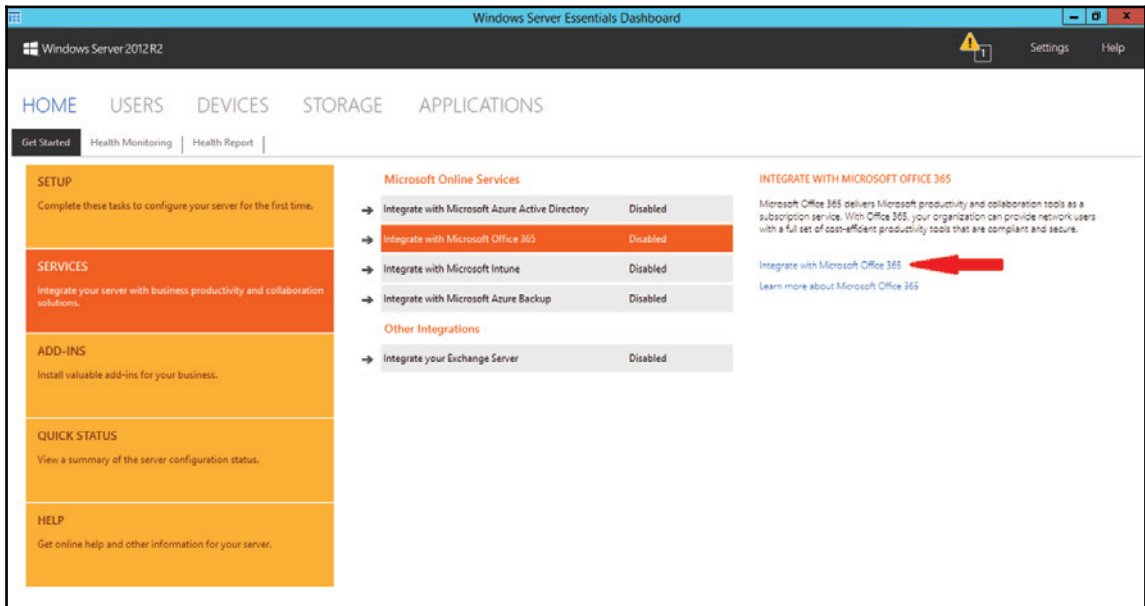 Windows Server Essentials Dashboard
Windows Server 2012 R2
1
Settings
Help
HOME
USERS
DEVICES
STORAGE
APPLICATIONS
Get Started
Health Monitoring
Health Report
SETUP
Complete these tasks to configure your server for the first time.
SERVICES
Integrate your server with business productivity and collaboration
solutions.
ADD-INS
Install valuable add-ins for your business.
QUICK STATUS
View a summary of the server configuration status.
HELP
Get online help and other information for your server.
Microsoft Online Services
Integrate with Microsoft Azure Active Directory Disabled
Integrate with Microsoft Office 365 Disabled
Integrate with Microsoft Intune Disabled
Integrate with Microsoft Azure Backup Disabled
Other Integrations
Integrate your Exchange Server Disabled
INTEGRATE WITH MICROSOFT OFFICE 365
Microsoft Office 365 delivers Microsoft productivity and collaboration tools as a
subscription service. With Office 365, your organization can provide network users
with a full set of cost-efficient productivity tools that are compliant and secure.
Integrate with Microsoft Office 365
Learn more about Microsoft Office 365